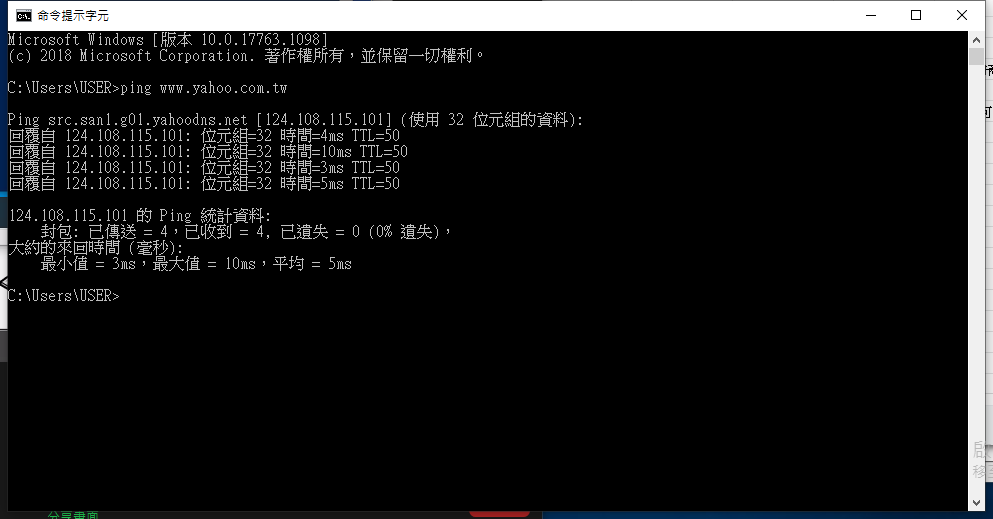 命令提示字元
Microsoft Windows [版本 10.0.17763.1098]
(c) 2018 Microsoft Corporation. 著作權所有，並保留一切權利。
C:\Users\USER>ping www.yahoo.com.tw
Ping src.san1.g01.yahoodns.net [124.108.115.101] (使用 32 位元組的資料):
回覆自 124.108.115.101: 位元組=32 時間=4ms TTL=50
回覆自 124.108.115.101: 位元組=32 時間=10ms TTL=50
回覆自 124.108.115.101: 位元組=32 時間=3ms TTL=50
回覆自 124.108.115.101: 位元組=32 時間=5ms TTL=50
124.108.115.101 的 Ping 統計資料:
封包: 已傳送 = 4，已收到 = 4, 已遺失 = 0 (0% 遺失)，
大約的來回時間 (毫秒):
最小值 = 3ms，最大值 = 10ms，平均 = 5ms
C:\Users\USER>
啟
移到
分享畫面